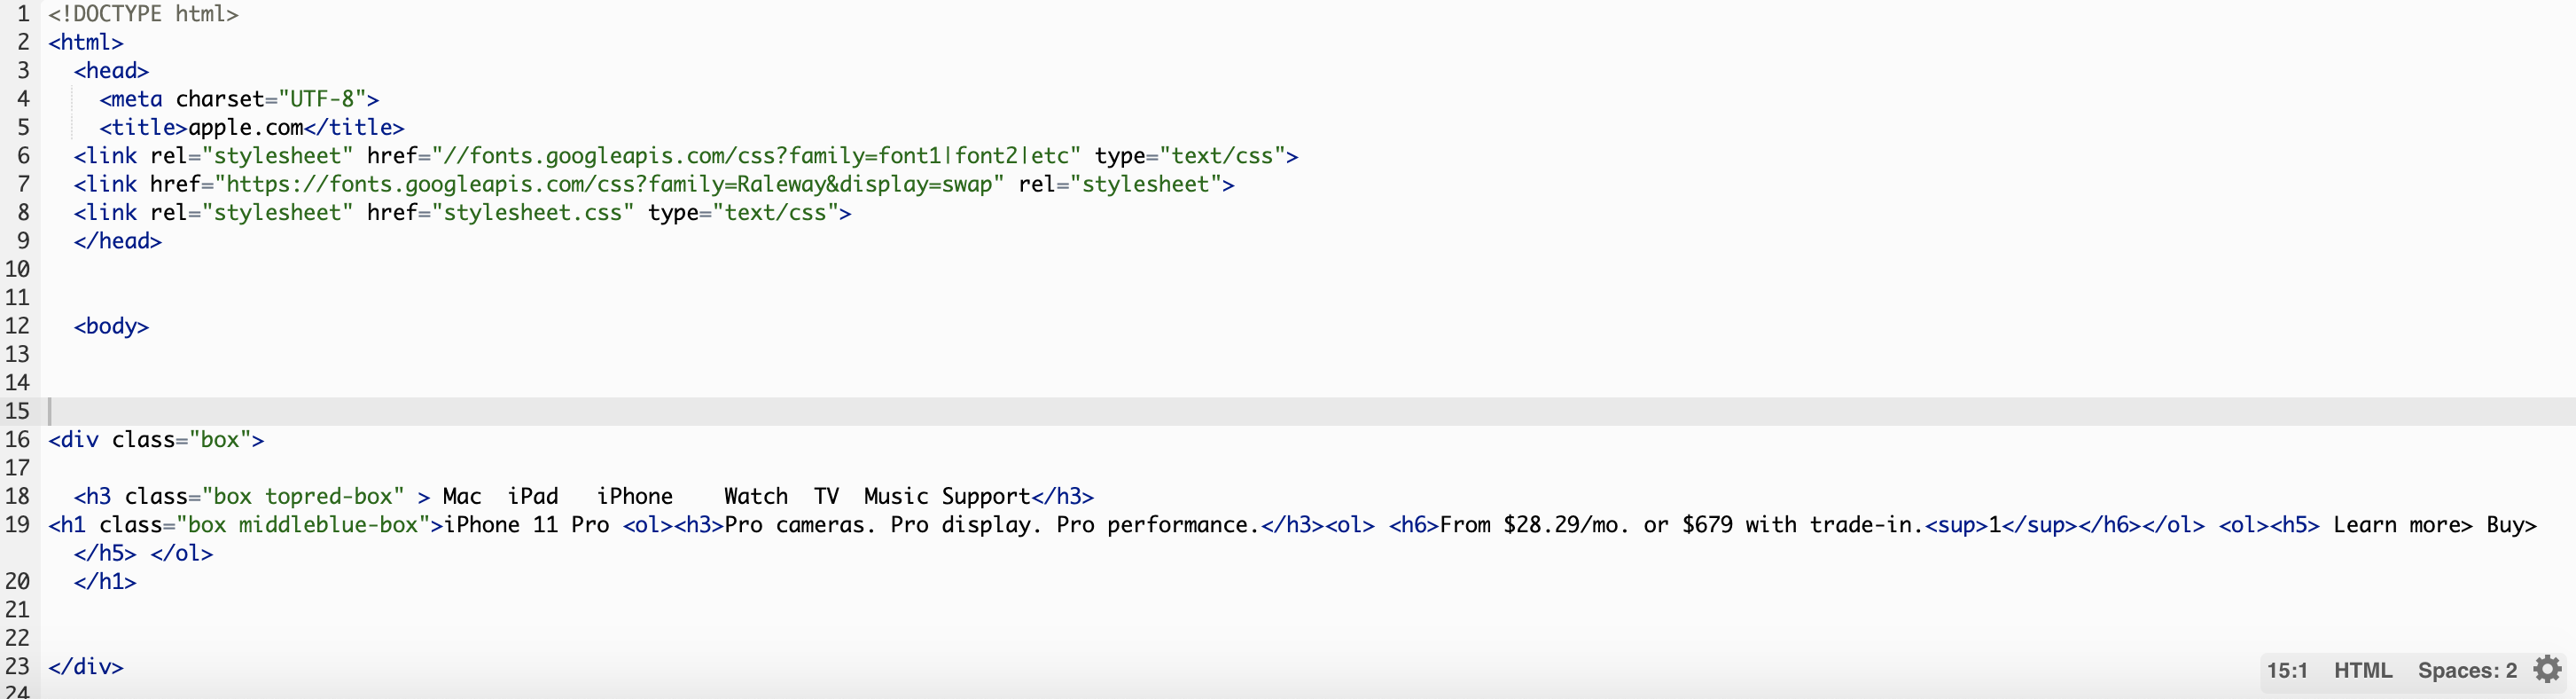 1 <!DOCTYPE html>
2 <html>
3   <head>
4     <meta charset="UTF-8">
5     <title>apple.com</title>
6   <link rel="stylesheet" href="//fonts.googleapis.com/css?family=font1|font2|etc" type="text/css">
7   <link href="https://fonts.googleapis.com/css?family=Raleway&display=swap" rel="stylesheet">
8   <link rel="stylesheet" href="stylesheet.css" type="text/css">
9   </head>
10
11
12   <body>
13
14
15
16 <div class="box">
17
18   <h3 class="box topred-box" > Mac  iPad   iPhone    Watch  TV  Music Support</h3>
19 <h1 class="box middleblue-box">iPhone 11 Pro <ol><h3>Pro cameras. Pro display. Pro performance.</h3><ol> <h6>From $28.29/mo. or $679 with trade-in.<sup>1</sup></h6></ol> <ol><h5> Learn more> Buy>
  </h5> </ol>
20   </h1>
21
22
23 </div>
24
15:1 HTML Spaces: 2